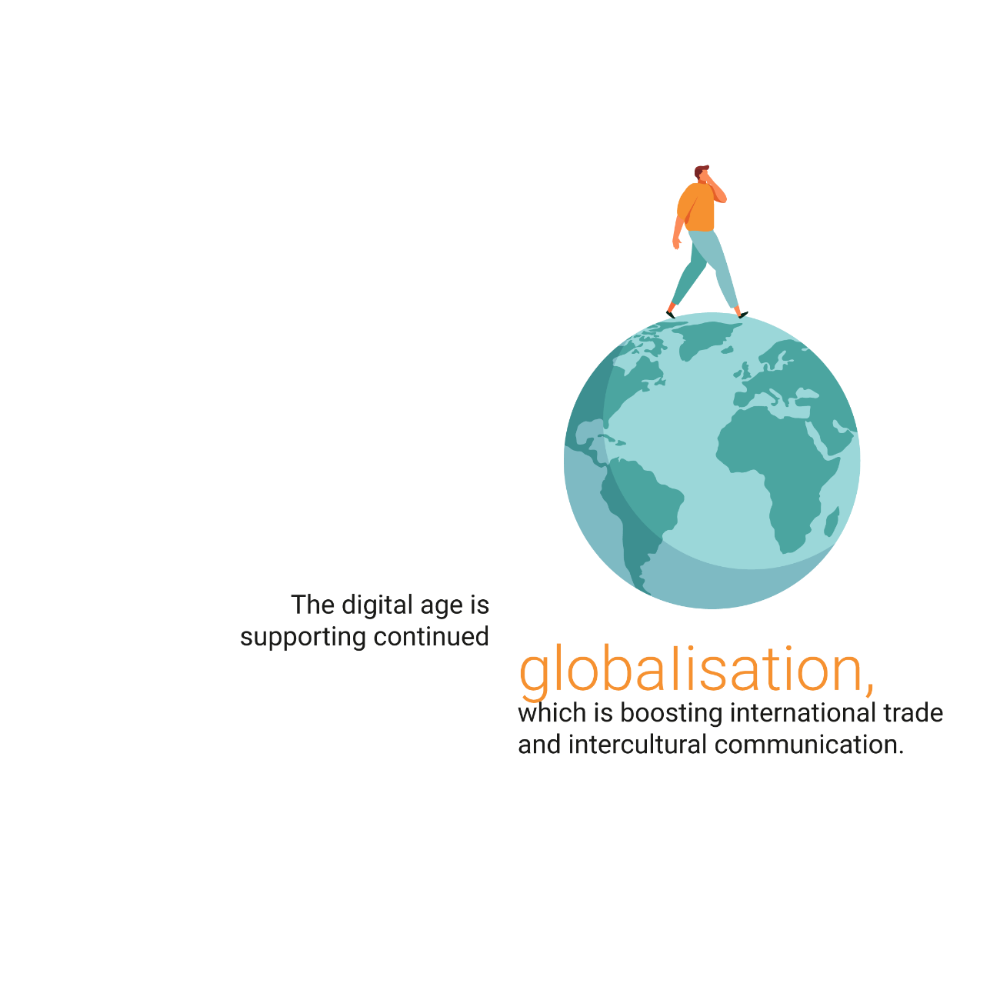 The digital age is
supporting continued
globalisation,
which is boosting international trade
and intercultural communication.